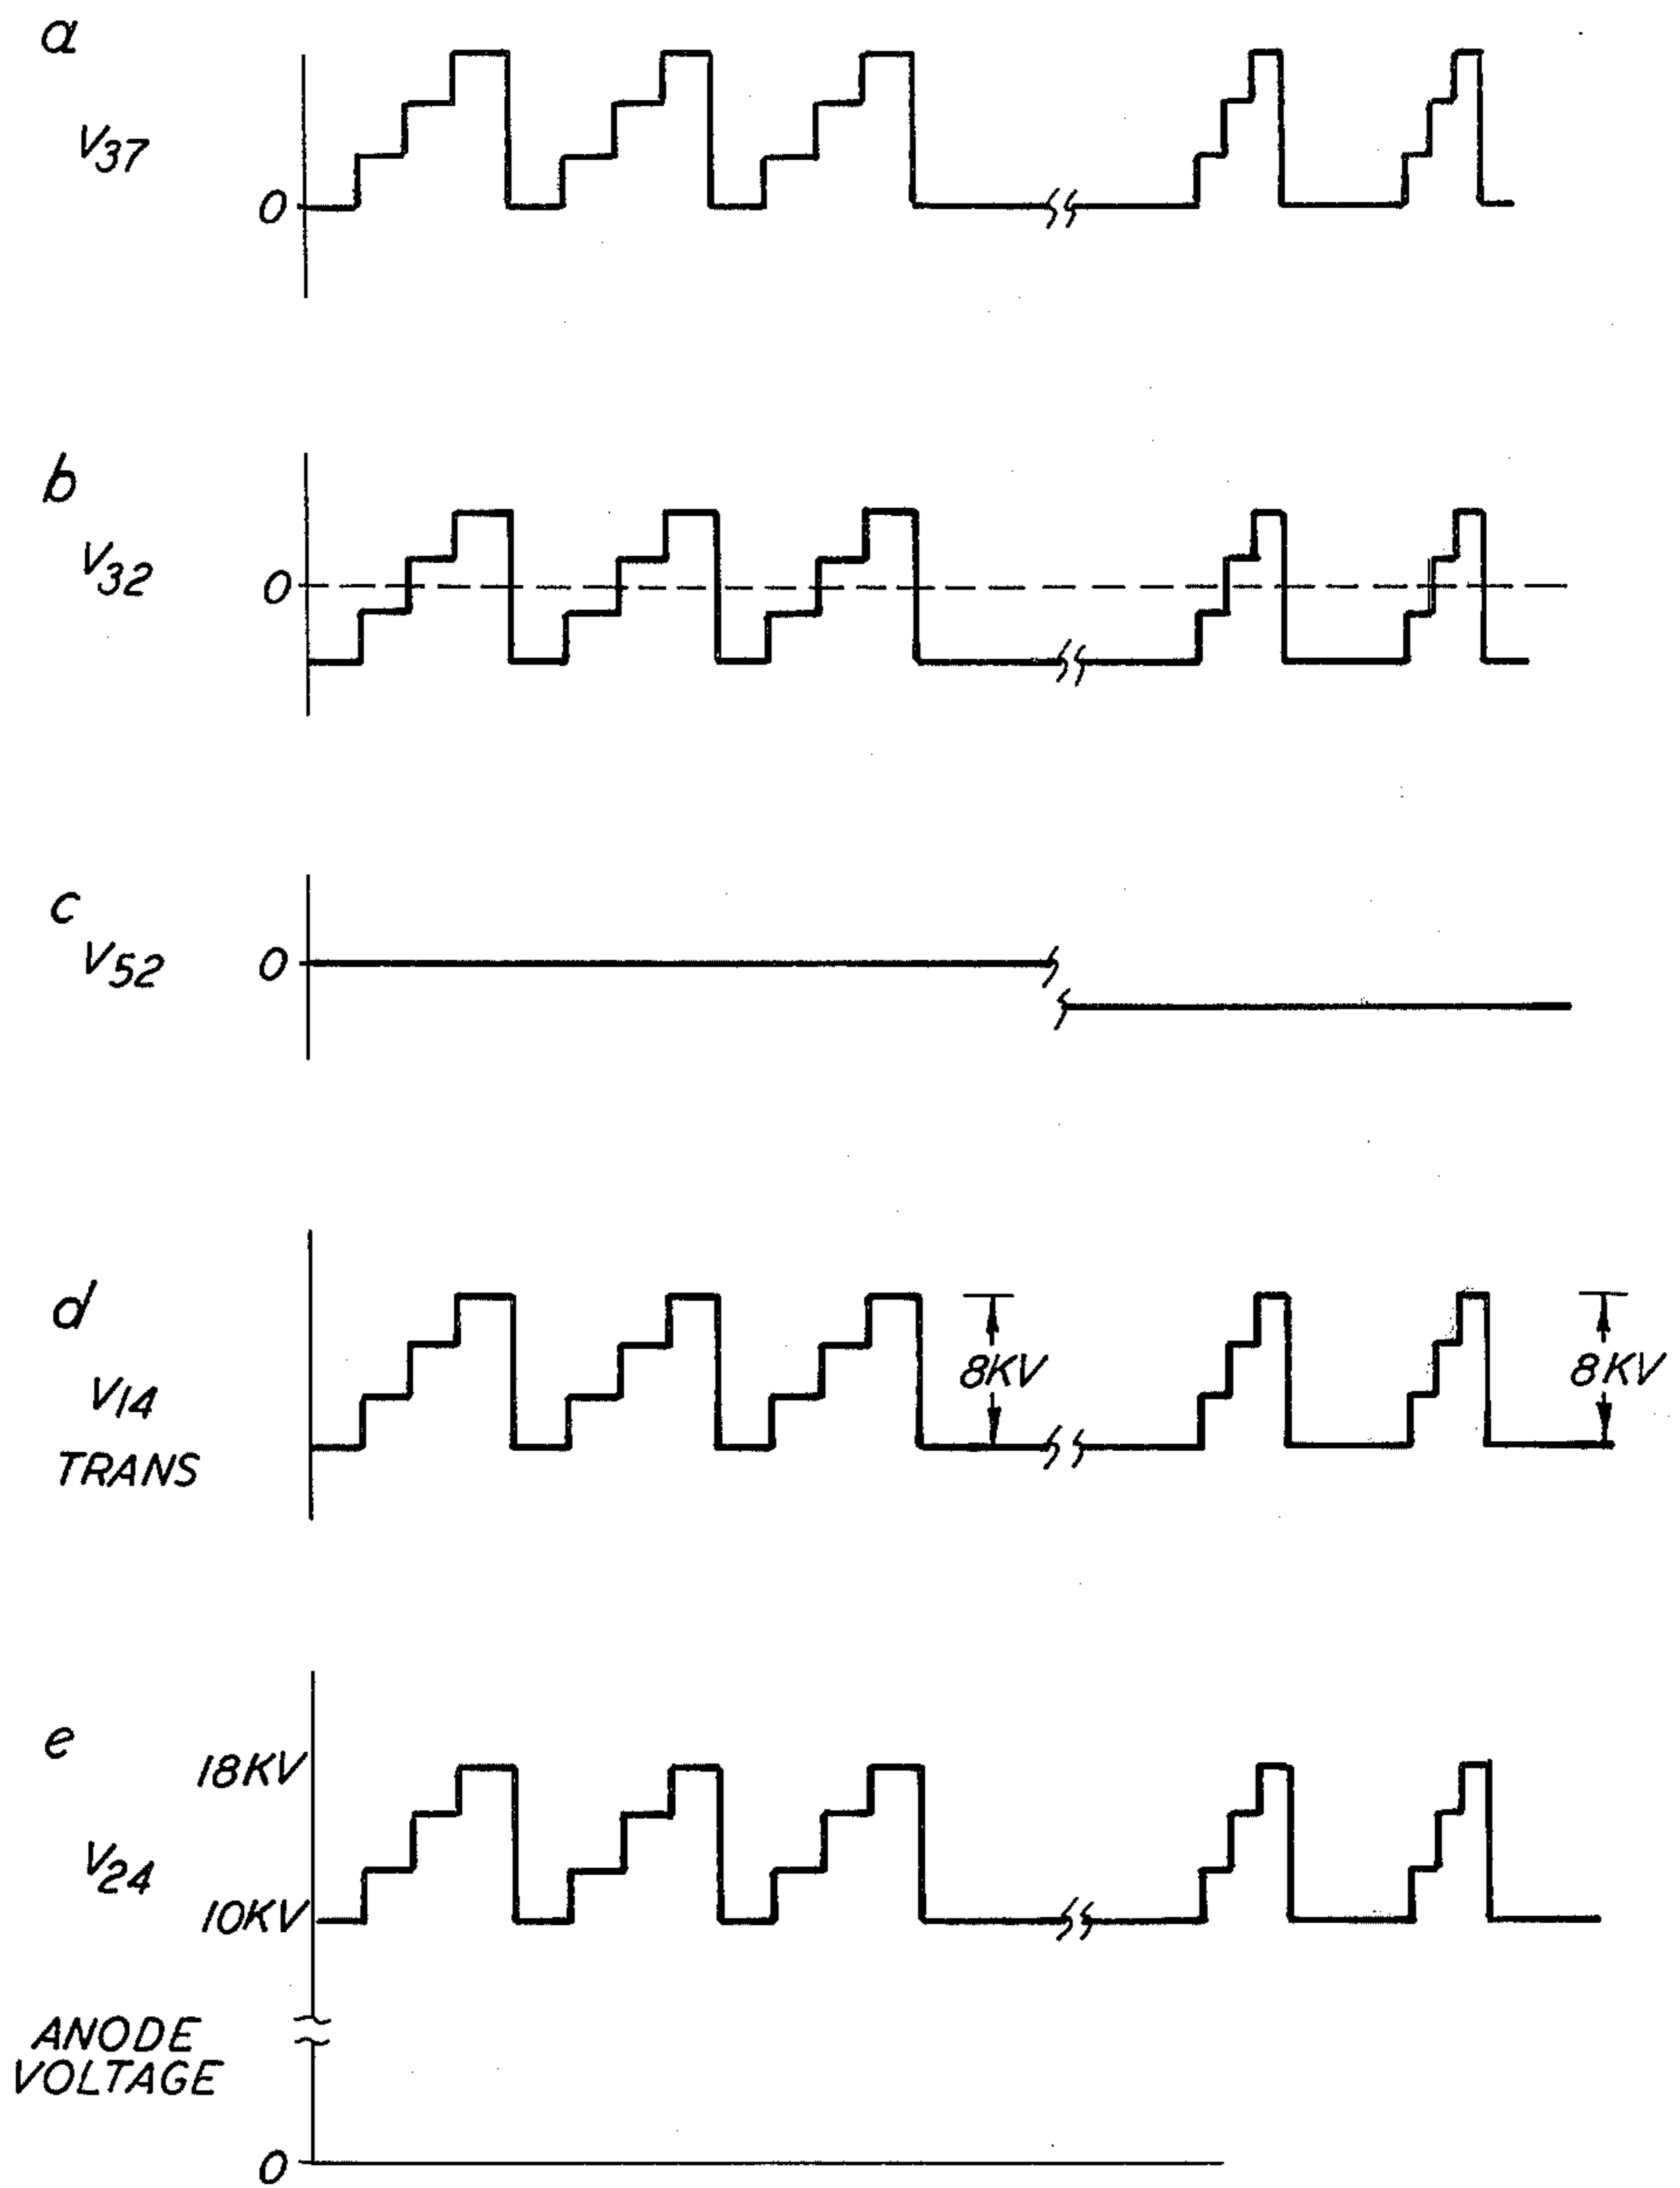 a
V37
0
b
V32
0
c
V52
0
d
8KV 8KV
V14
TRANS
e
18KV
V24
10KV
ANODE
VOLTAGE
0